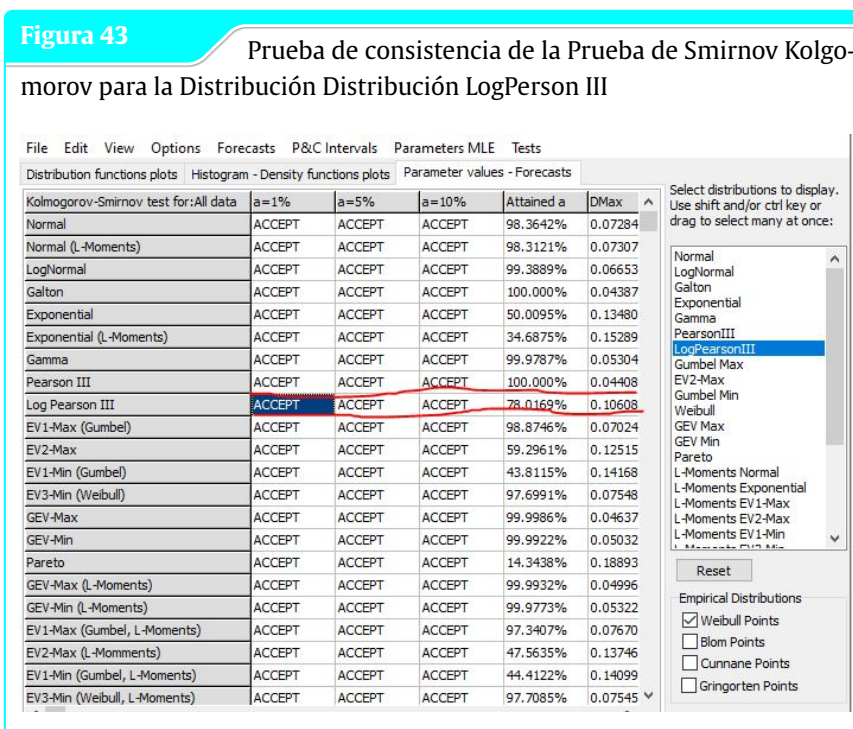 Figura 43
Prueba de consistencia de la Prueba de Smirnov Kolgo-
morov para la Distribución Distribución LogPerson III
File Edit View Options Forecasts P&C Intervals Parameters MLE Tests
Distribution functions plots Histogram - Density functions plots Parameter values - Forecasts
Kolmogorov-Smirnov test for:All data a=1% a=5% a=10% Attained a DMax
Normal ACCEPT ACCEPT ACCEPT 98.3642% 0.07284
Normal (L-Moments) ACCEPT ACCEPT ACCEPT 98.3121% 0.07307
LogNormal ACCEPT ACCEPT ACCEPT 99.3889% 0.06653
Galton ACCEPT ACCEPT ACCEPT 100.000% 0.04387
Exponential ACCEPT ACCEPT ACCEPT 50.0095% 0.13480
Exponential (L-Moments) ACCEPT ACCEPT ACCEPT 34.6875% 0.15289
Gamma ACCEPT ACCEPT ACCEPT 99.9787% 0.05304
Pearson III ACCEPT ACCEPT ACCEPT 100.000% 0.04408
Log Pearson III ACCEPT ACCEPT ACCEPT 78.0169% 0.10608
EV1-Max (Gumbel) ACCEPT ACCEPT ACCEPT 98.8746% 0.07024
EV2-Max ACCEPT ACCEPT ACCEPT 59.2961% 0.12515
EV1-Min (Gumbel) ACCEPT ACCEPT ACCEPT 43.8115% 0.14168
EV3-Min (Weibull) ACCEPT ACCEPT ACCEPT 97.6991% 0.07548
GEV-Max ACCEPT ACCEPT ACCEPT 99.9986% 0.04637
GEV-Min ACCEPT ACCEPT ACCEPT 99.9922% 0.05032
Pareto ACCEPT ACCEPT ACCEPT 14.3438% 0.18893
GEV-Max (L-Moments) ACCEPT ACCEPT ACCEPT 99.9932% 0.04996
GEV-Min (L-Moments) ACCEPT ACCEPT ACCEPT 99.9773% 0.05322
EV1-Max (Gumbel, L-Moments) ACCEPT ACCEPT ACCEPT 97.3407% 0.07670
EV2-Max (L-Momments) ACCEPT ACCEPT ACCEPT 47.5635% 0.13746
EV1-Min (Gumbel, L-Moments) ACCEPT ACCEPT ACCEPT 44.4122% 0.14099
EV3-Min (Weibull, L-Moments) ACCEPT ACCEPT ACCEPT 97.7085% 0.07545
Select distributions to display.
Use shift and/or ctrl key or
drag to select many at once:
Normal
LogNormal
Galton
Exponential
Gamma
PearsonIII
LogPearsonIII
Gumbel Max
EV2-Max
Gumbel Min
Weibull
GEV Max
GEV Min
Pareto
L-Moments Normal
L-Moments Exponential
L-Moments EV1-Max
L-Moments EV2-Max
L-Moments EV1-Min
Reset
Empirical Distributions
Weibull Points
Blom Points
Cunnane Points
Gringorten Points